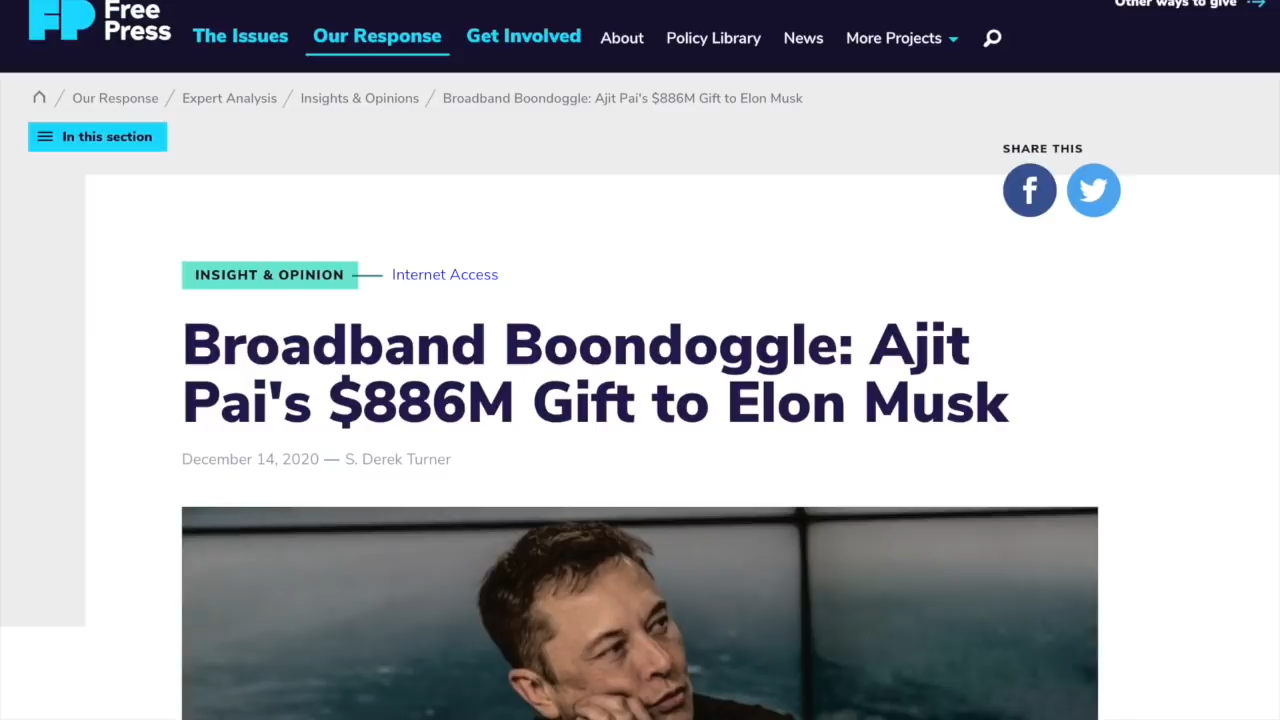 Other ways to give
Free
Press
FP
The Issues
Our Response
Get Involved
About
Policy Library
News
More Projects
Our Response / Expert Analysis / Insights & Opinions / Broadband Boondoggle: Ajit Pai's $886M Gift to Elon Musk
In this section
SHARE THIS
INSIGHT & OPINION
Internet Access
Broadband Boondoggle: Ajit
Pai's $886M Gift to Elon Musk
December 14, 2020 — S. Derek Turner